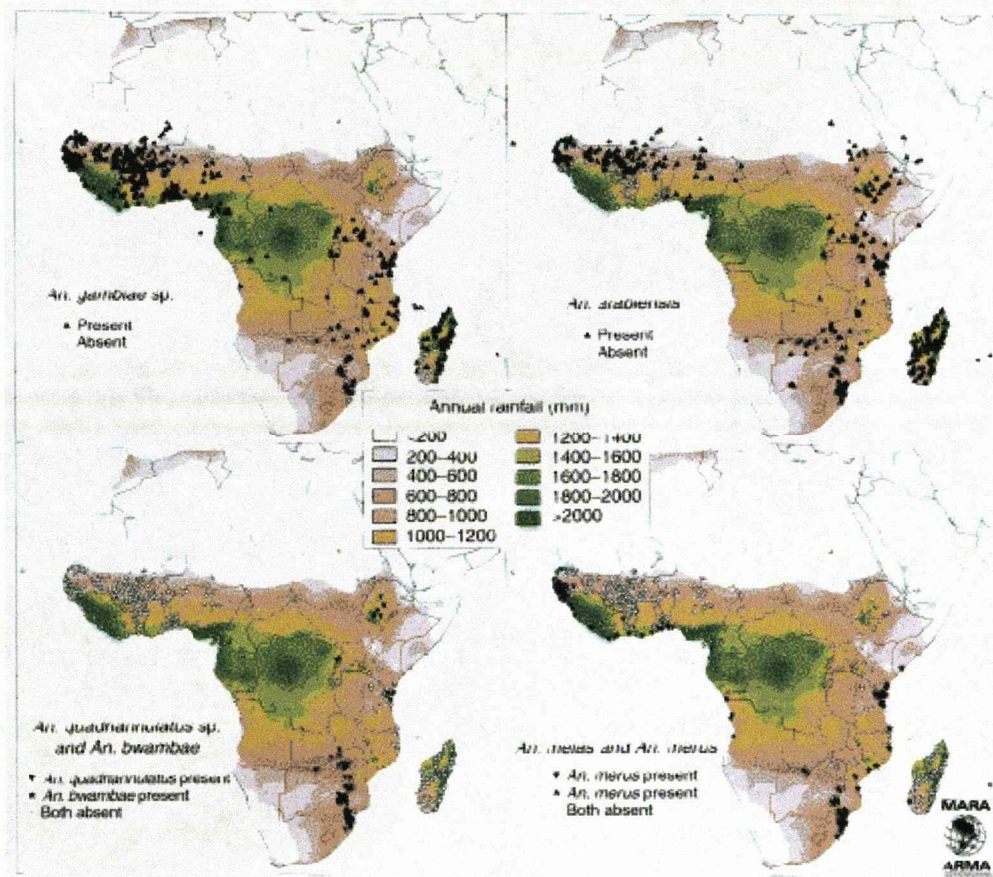 An. gambiae sp.
Present
Absent
An. arabiensis
Present
Absent
Annual rainfall (mm)
<200
200–400
400–600
600–800
800–1000
1000–1200
1200–1400
1400–1600
1600–1800
1800–2000
>2000
An. quadriannulatus sp.
and An. bwambae
An. quadriannulatus present
An. bwambae present
Both absent
An. melas and An. merus
An. merus present
An. merus present
Both absent
MARA
ARMA